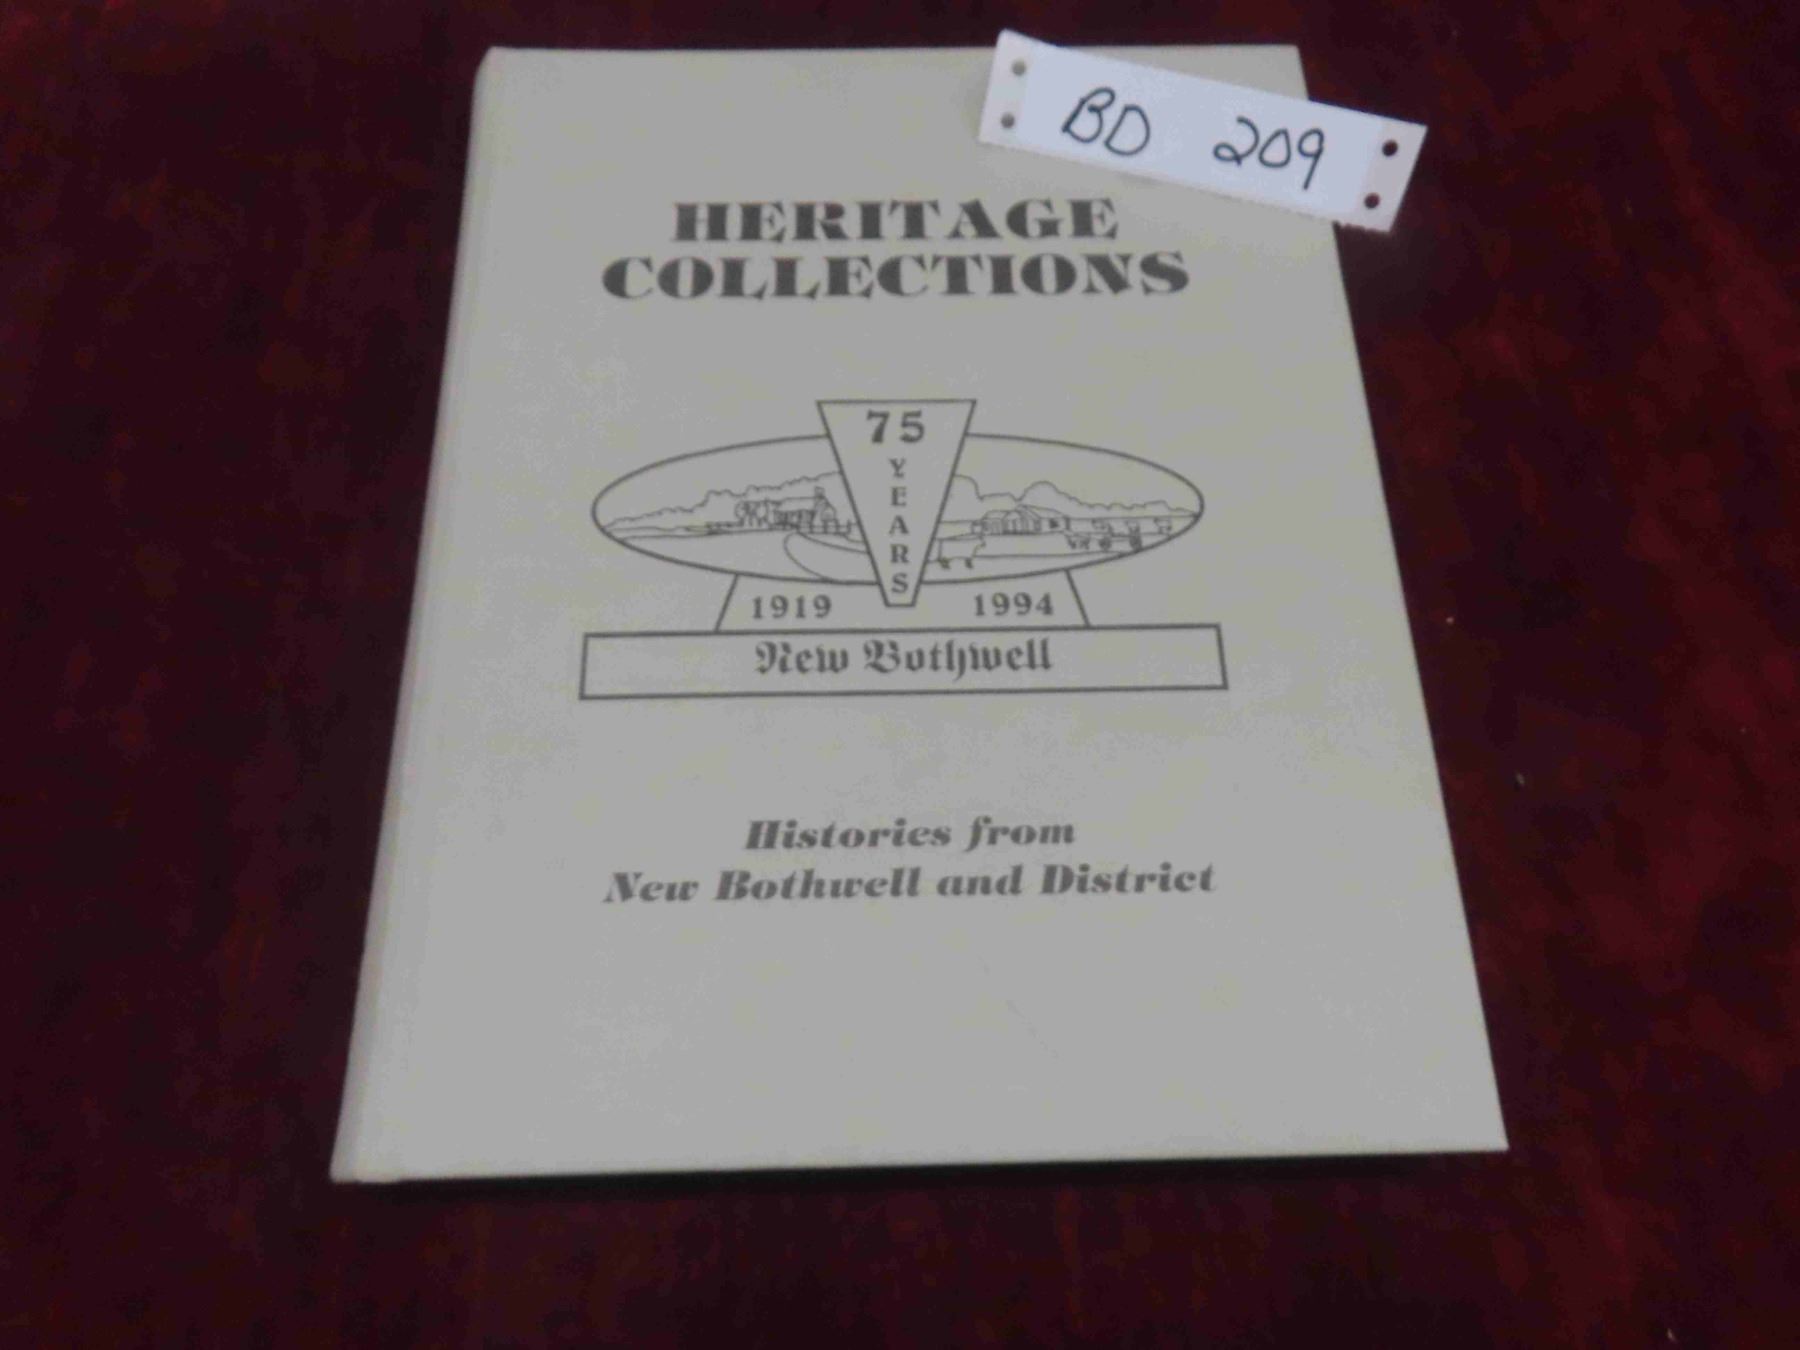 BD 209
HERITAGE
COLLECTIONS
75
YEARS
1919 1994
New Bothwell
Histories from
New Bothwell and District